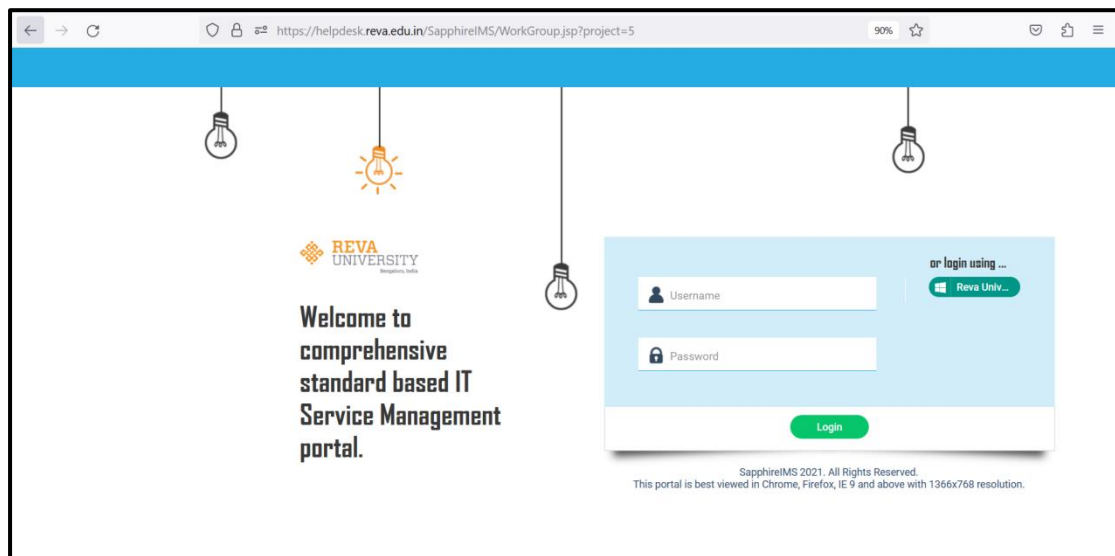 https://helpdesk.reva.edu.in/SapphireIMS/WorkGroup.jsp?project=5
90%
REVA
UNIVERSITY
Bengaluru, India
Welcome to
comprehensive
standard based IT
Service Management
portal.
Username
Password
or login using ...
Reva Univ...
Login
SapphireIMS 2021. All Rights Reserved.
This portal is best viewed in Chrome, Firefox, IE 9 and above with 1366x768 resolution.